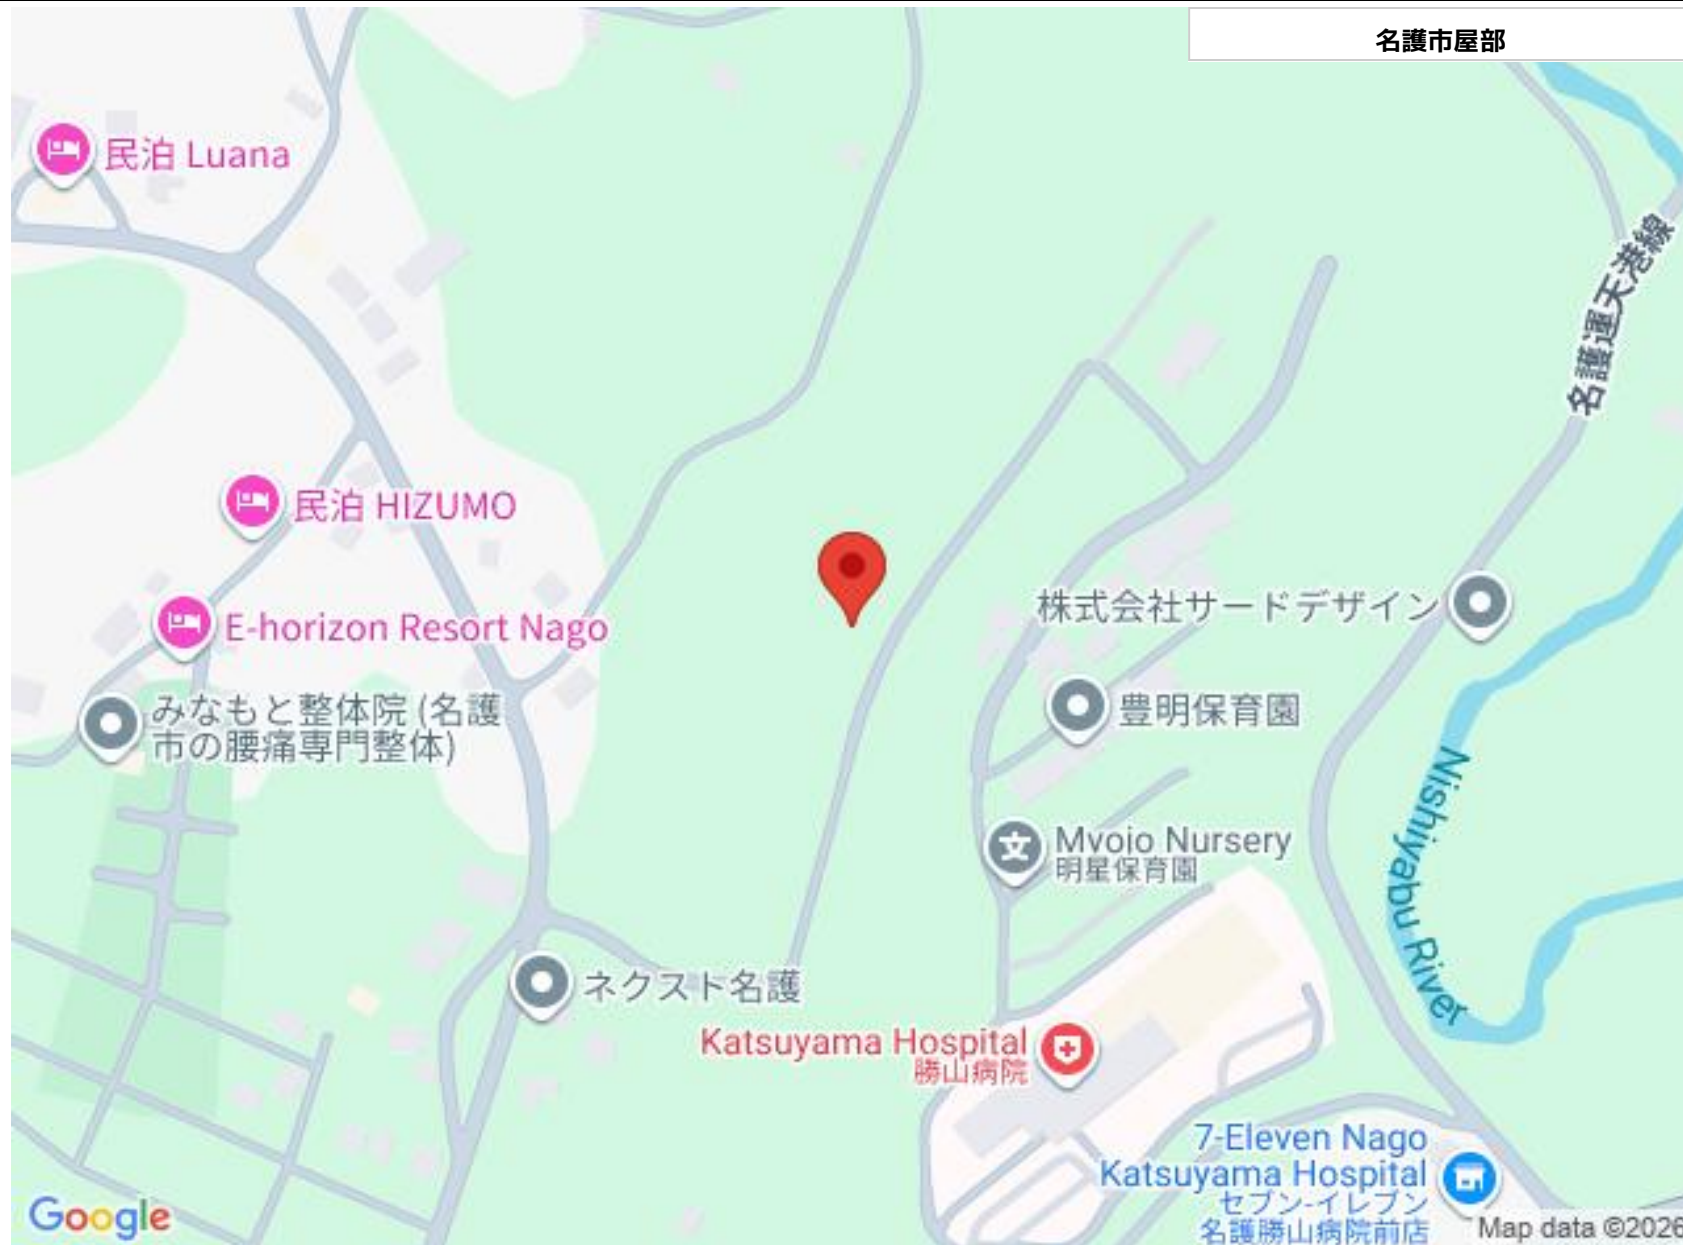 名護市屋部
民泊 Luana
名護運天港線
民泊 HIZUMO
株式会社サードデザイン
E-horizon Resort Nago
みなもと整体院 (名護
市の腰痛専門整体)
豊明保育園
Nishiyabu River
Mvoio Nursery
明星保育園
ネクスト名護
Katsuyama Hospital
勝山病院
7-Eleven Nago
Katsuyama Hospital
セブン-イレブン
名護勝山病院前店
Google
Map data ©2026